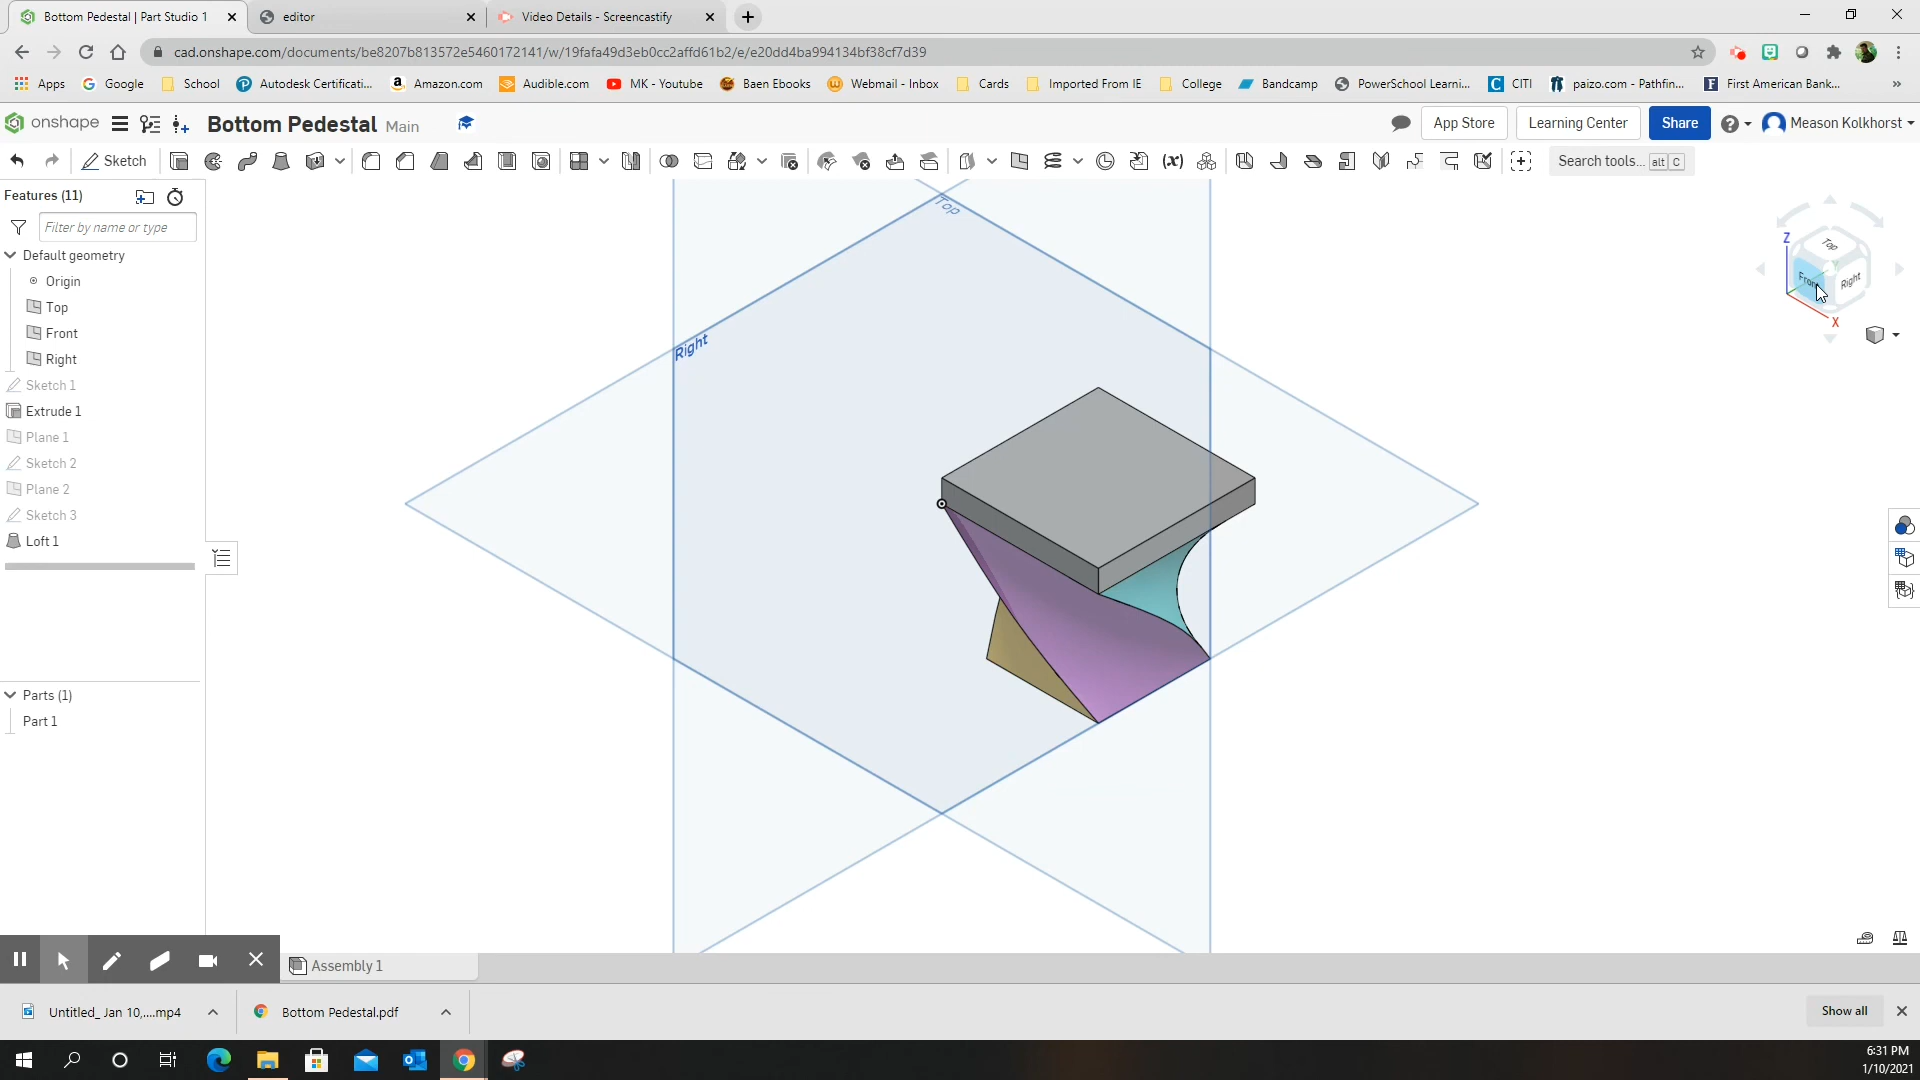 Bottom Pedestal | Part Studio 1
editor
Video Details - Screencastify
cad.onshape.com/documents/be8207b813572e5460172141/w/19fafa49d3eb0cc2affd61b2/e/e20dd4ba994134bf38cf7d39
Apps
Google
School
Autodesk Certificati...
Amazon.com
Audible.com
MK - Youtube
Baen Ebooks
Webmail - Inbox
Cards
Imported From IE
College
Bandcamp
PowerSchool Learni...
CITI
paizo.com - Pathfin...
First American Bank...
»
onshape
Bottom Pedestal Main
App Store
Learning Center
Share
Meason Kolkhorst
Sketch
Search tools... alt C
Features (11)
Filter by name or type
Default geometry
Origin
Top
Front
Right
Sketch 1
Extrude 1
Plane 1
Sketch 2
Plane 2
Sketch 3
Loft 1
Parts (1)
Part 1
Top
Right
Z
Top
Front
Right
X
Assembly 1
Untitled_ Jan 10,....mp4
Bottom Pedestal.pdf
Show all
6:31 PM
1/10/2021